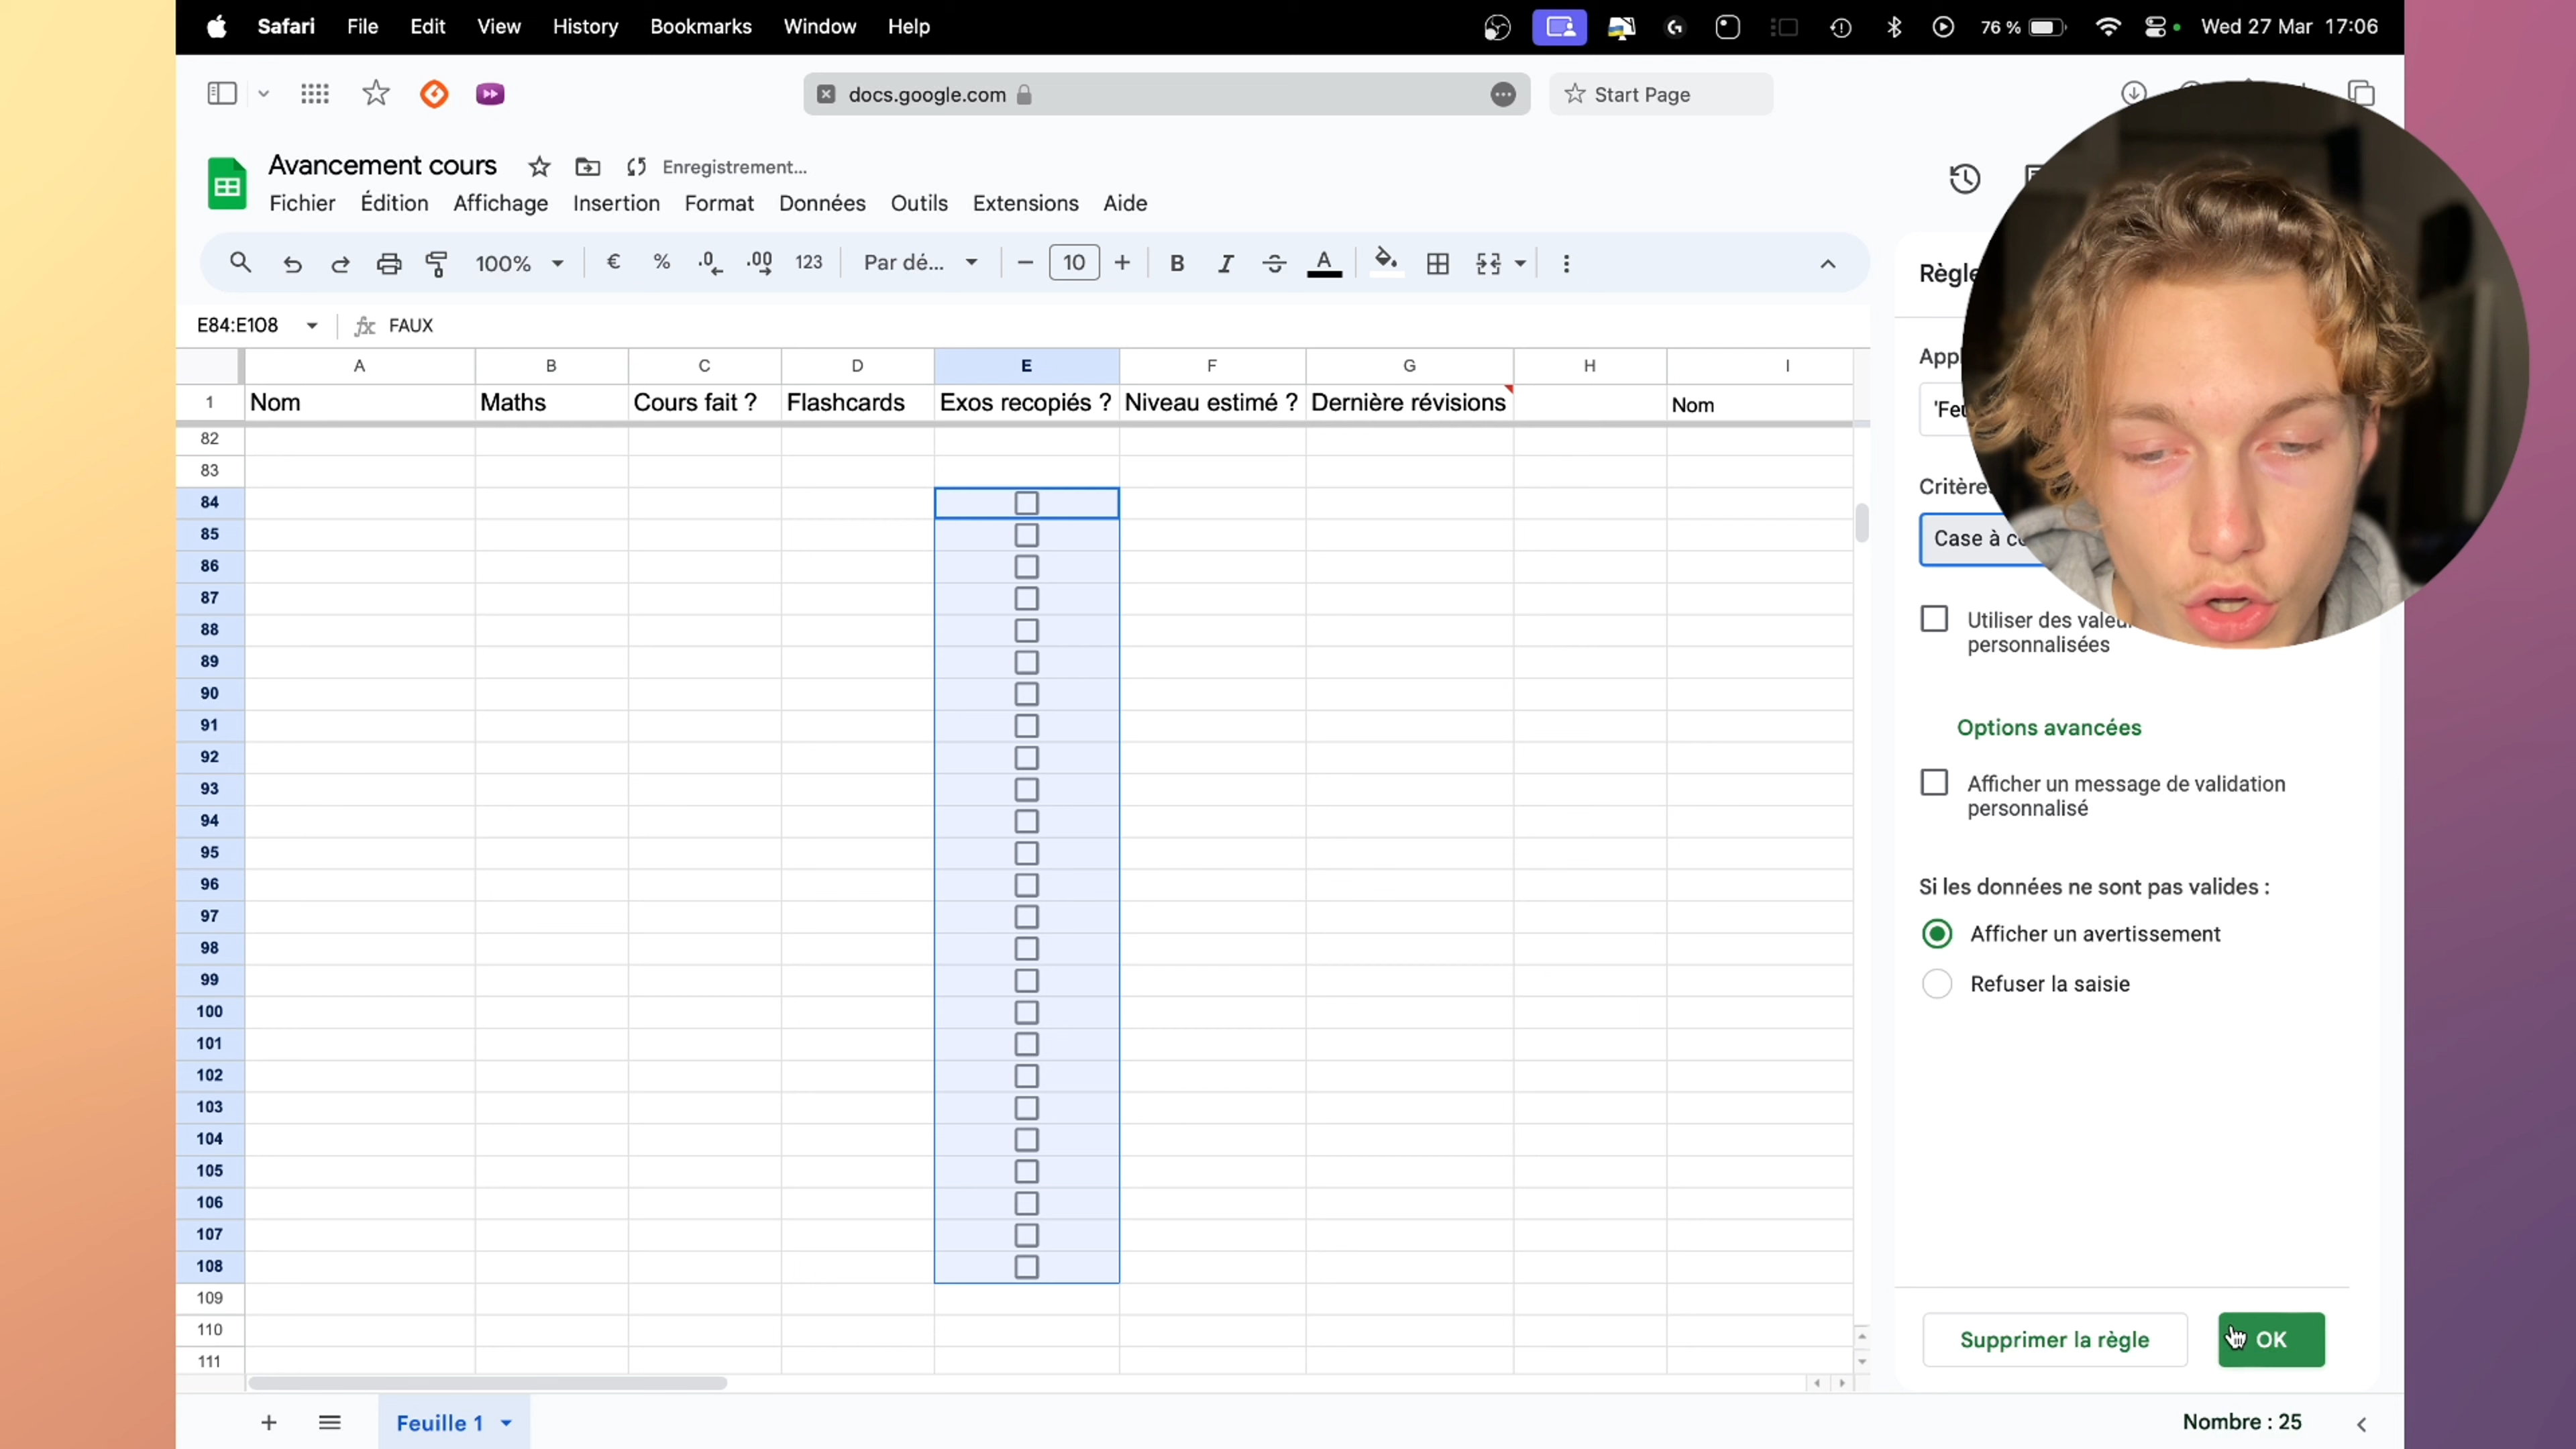 Safari File Edit View History Bookmarks Window Help 76 % Wed 27 Mar 17:06
docs.google.com Start Page
Avancement cours Enregistrement...
Fichier Édition Affichage Insertion Format Données Outils Extensions Aide
100% € % .0 .00 123 Par dé... 10 B I A
E84:E108 fx FAUX
A B C D E F G H I
1 Nom Maths Cours fait ? Flashcards Exos recopiés ? Niveau estimé ? Dernière révisions Nom
82
83
84
85
86
87
88
89
90
91
92
93
94
95
96
97
98
99
100
101
102
103
104
105
106
107
108
109
110
111
Case à
Utiliser des
personnalisées
Options avancées
Afficher un message de validation
personnalisé
Si les données ne sont pas valides :
Afficher un avertissement
Refuser la saisie
Supprimer la règle OK
Feuille 1 Nombre : 25